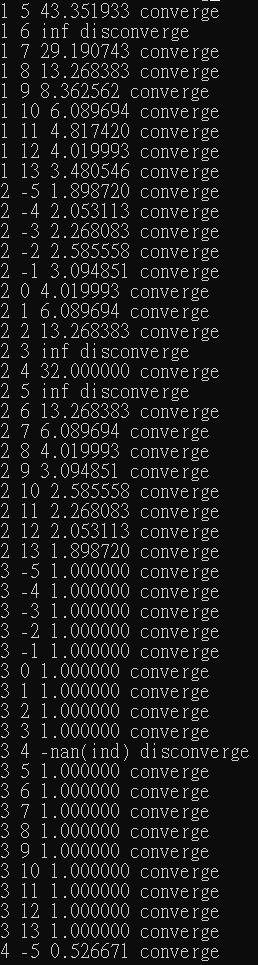 1 5 43.351933 converge
1 6 inf disconverge
1 7 29.190743 converge
1 8 13.268383 converge
1 9 8.362562 converge
1 10 6.089694 converge
1 11 4.817420 converge
1 12 4.019993 converge
1 13 3.480546 converge
2 -5 1.898720 converge
2 -4 2.053113 converge
2 -3 2.268083 converge
2 -2 2.585558 converge
2 -1 3.094851 converge
2 0 4.019993 converge
2 1 6.089694 converge
2 2 13.268383 converge
2 3 inf disconverge
2 4 32.000000 converge
2 5 inf disconverge
2 6 13.268383 converge
2 7 6.089694 converge
2 8 4.019993 converge
2 9 3.094851 converge
2 10 2.585558 converge
2 11 2.268083 converge
2 12 2.053113 converge
2 13 1.898720 converge
3 -5 1.000000 converge
3 -4 1.000000 converge
3 -3 1.000000 converge
3 -2 1.000000 converge
3 -1 1.000000 converge
3 0 1.000000 converge
3 1 1.000000 converge
3 2 1.000000 converge
3 3 1.000000 converge
3 4 -nan(ind) disconverge
3 5 1.000000 converge
3 6 1.000000 converge
3 7 1.000000 converge
3 8 1.000000 converge
3 9 1.000000 converge
3 10 1.000000 converge
3 11 1.000000 converge
3 12 1.000000 converge
3 13 1.000000 converge
4 -5 0.526671 converge